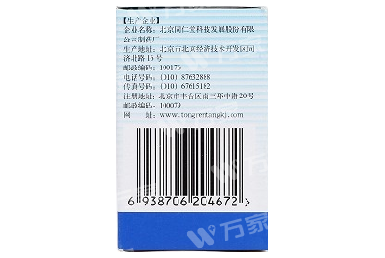 【生产企业】
企业名称：北京同仁堂科技发展股份有限
公司制药厂
生产地址：北京市北京经济技术开发区同
济北路15号
邮政编码：100176
电话号码：(010) 87632888
传真号码：(010) 67615182
注册地址：北京市丰台区南三环中路20号
邮政编码：100079
网 址：www.tongrentangkj.com
6 938706 204672 >
万家